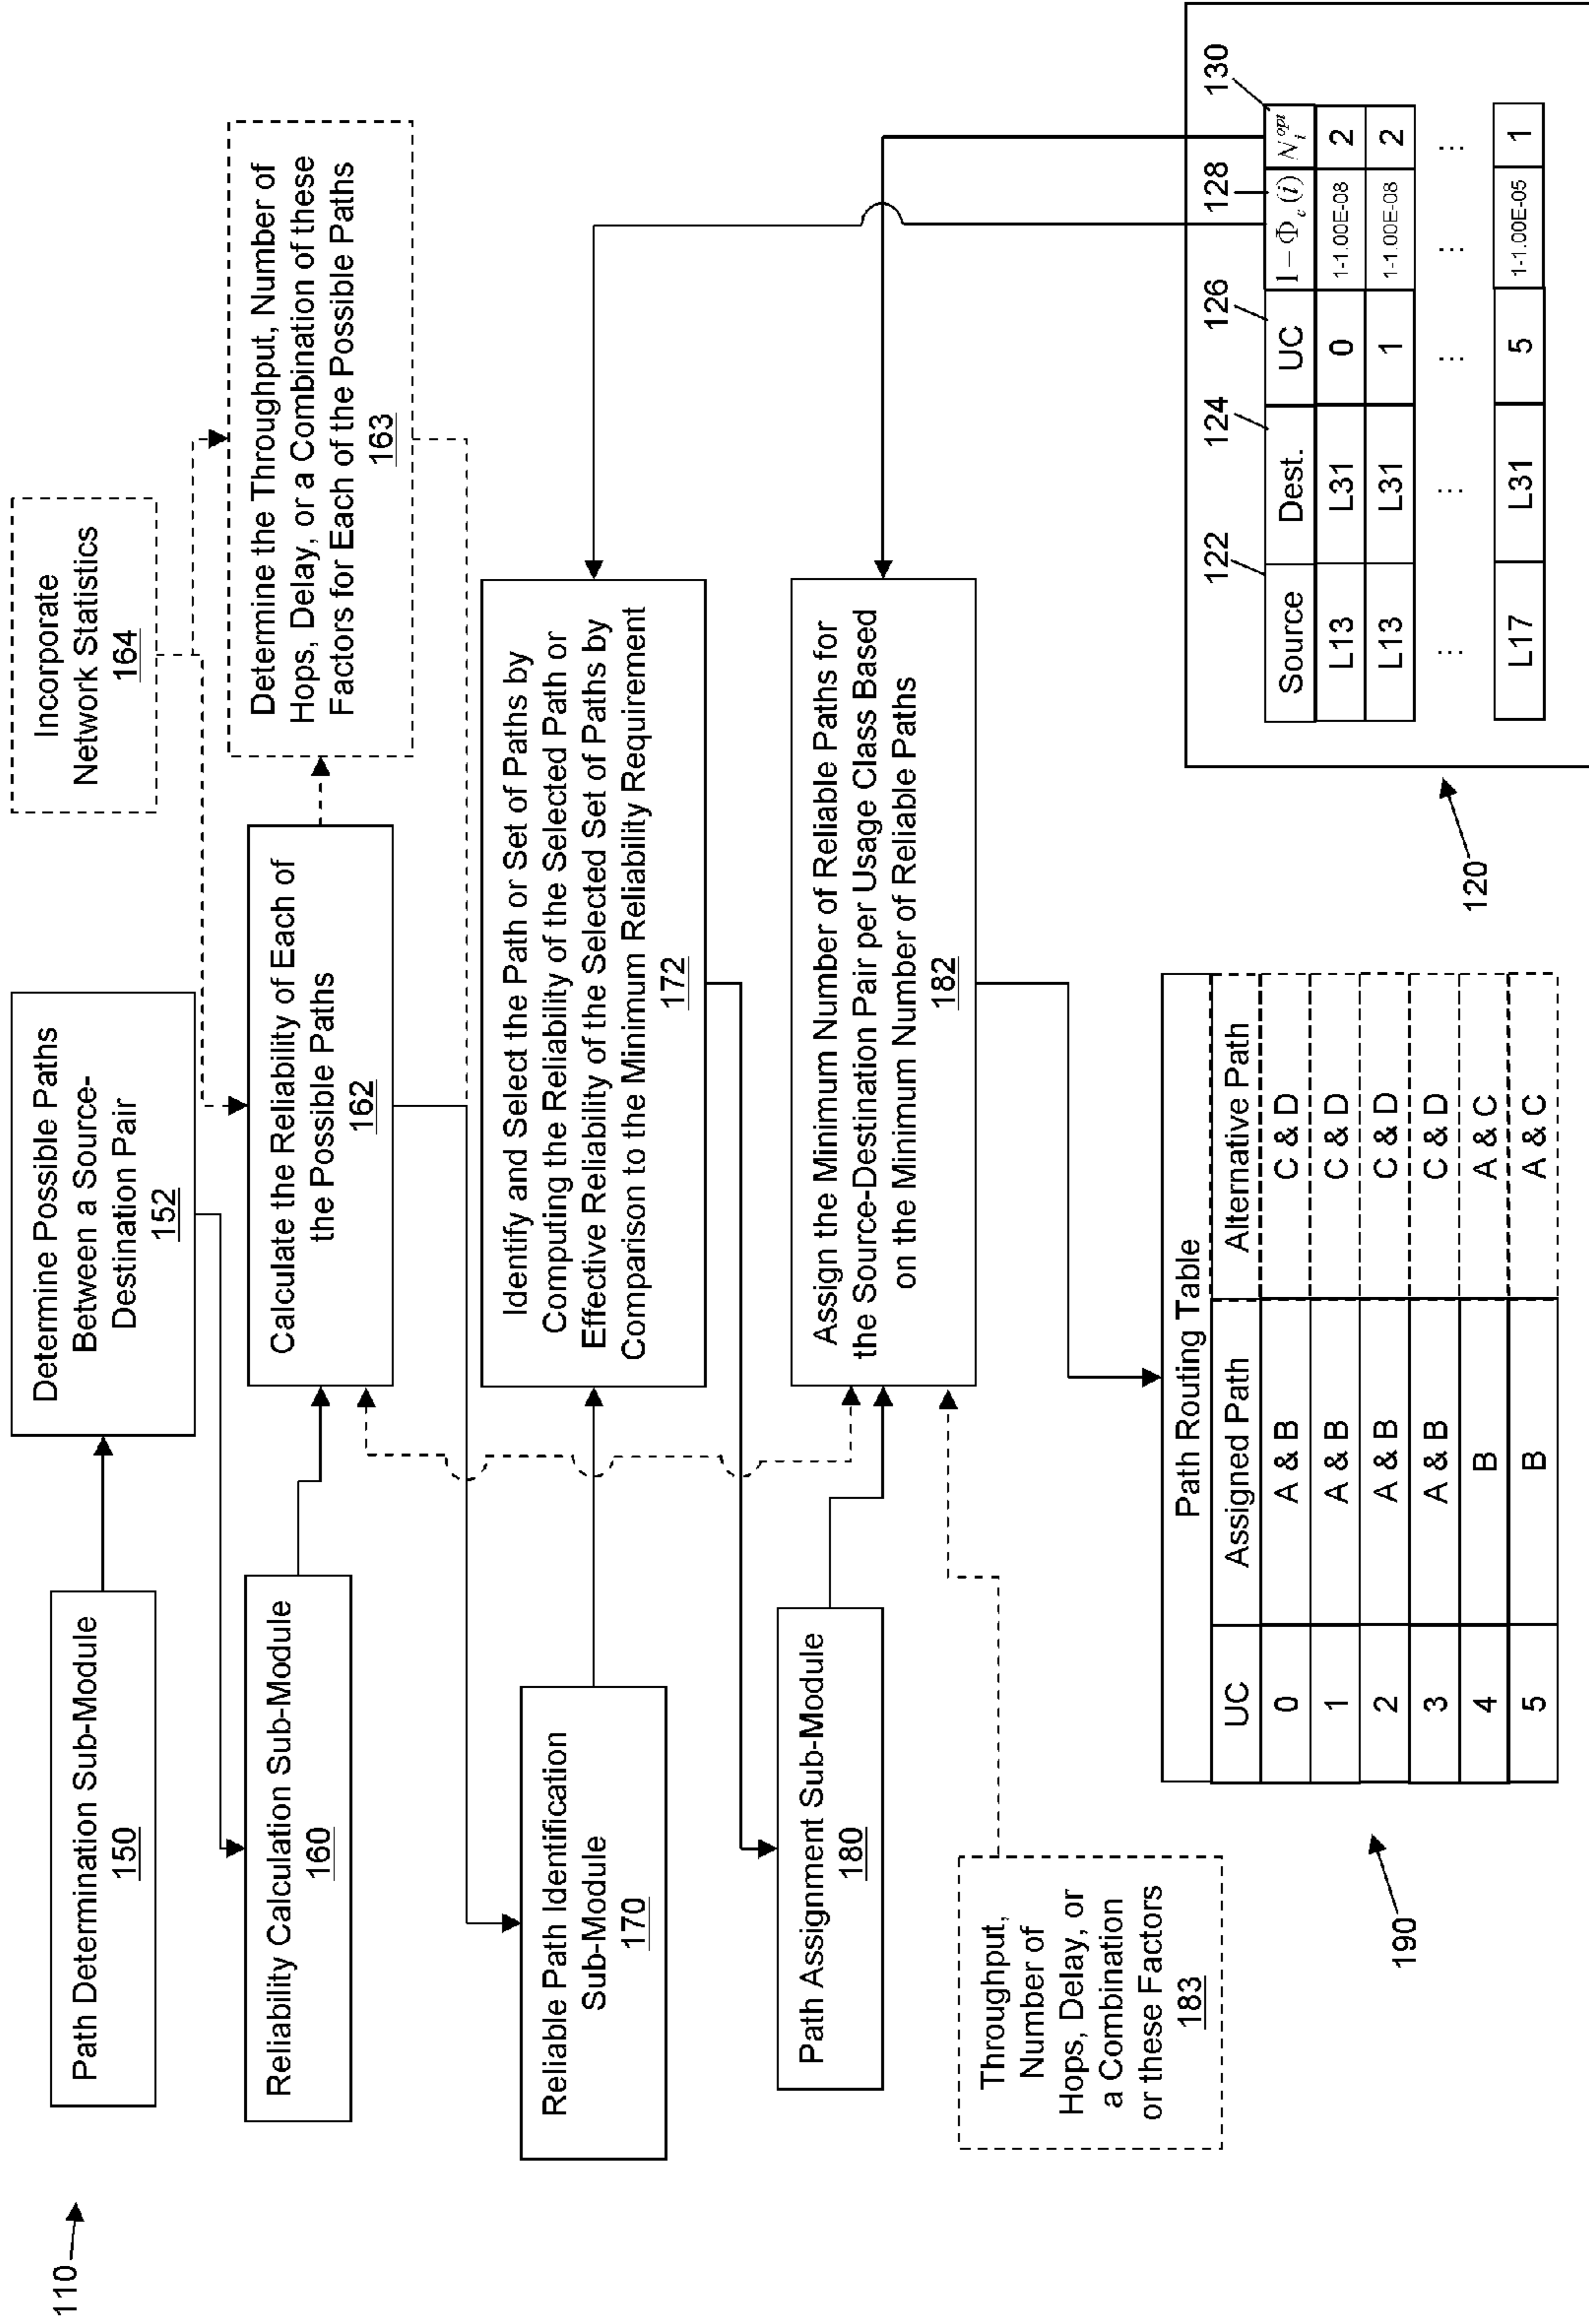 110
Path Determination Sub-Module
150
Determine Possible Paths
Between a Source-
Destination Pair
152
Incorporate
Network Statistics
164
Reliability Calculation Sub-Module
160
Calculate the Reliability of Each of
the Possible Paths
162
Determine the Throughput, Number of
Hops, Delay, or a Combination of these
Factors for Each of the Possible Paths
163
Reliable Path Identification
Sub-Module
170
Identify and Select the Path or Set of Paths by
Computing the Reliability of the Selected Path or
Effective Reliability of the Selected Set of Paths by
Comparison to the Minimum Reliability Requirement
172
Path Assignment Sub-Module
180
Assign the Minimum Number of Reliable Paths for
the Source-Destination Pair per Usage Class Based
on the Minimum Number of Reliable Paths
182
Throughput,
Number of
Hops, Delay, or
a Combination
or these Factors
183
190
Path Routing Table
UC Assigned Path Alternative Path
0 A & B C & D
1 A & B C & D
2 A & B C & D
3 A & B C & D
4 B A & C
5 B A & C
120
122 124 126 128 130
Source Dest. UC 1−Φc(i) Ni^opt
L13 L31 0 1-1.00E-08 2
L13 L31 1 1-1.00E-08 2
⋮ ⋮ ⋮ ⋮ ⋮
L17 L31 5 1-1.00E-05 1